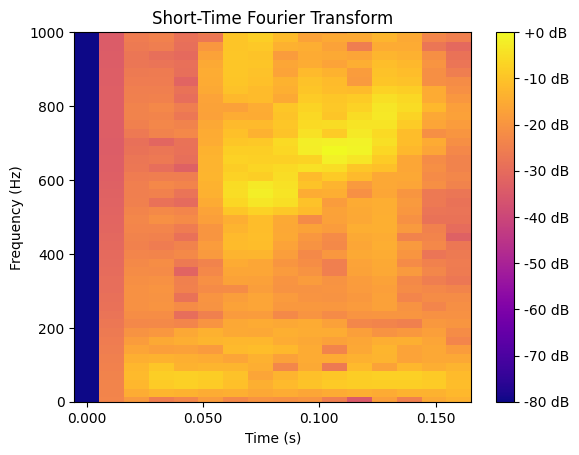 Short-Time Fourier Transform
1000
800
600
400
200
0
Frequency (Hz)
0.000
0.050
0.100
0.150
Time (s)
+0 dB
-10 dB
-20 dB
-30 dB
-40 dB
-50 dB
-60 dB
-70 dB
-80 dB